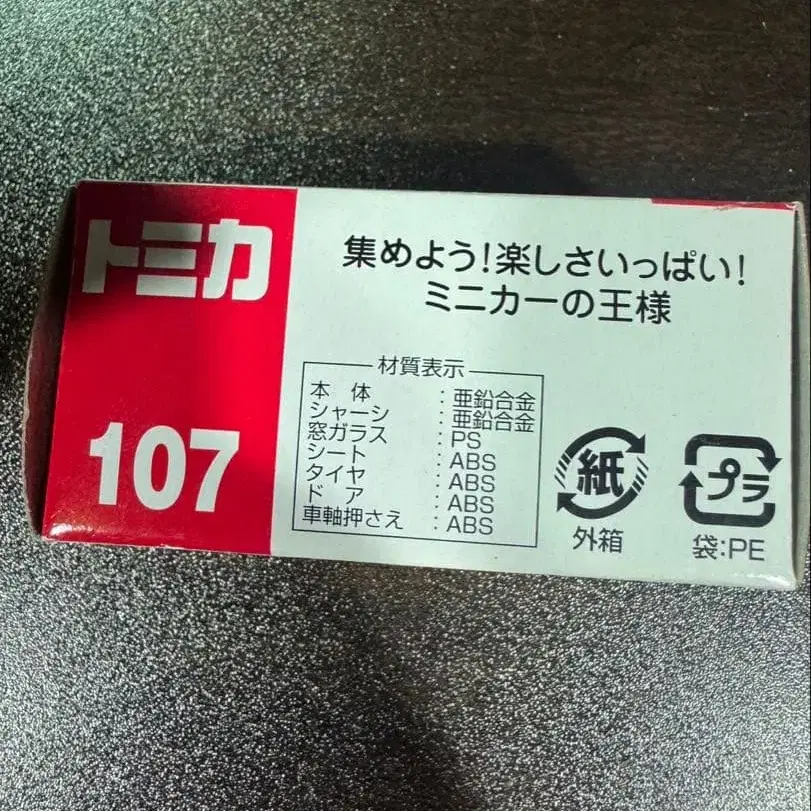 トミカ
107
集めよう!楽しさいっぱい!
ミニカーの王様
材質表示
本 体 : 亜鉛合金
シャーシ : 亜鉛合金
窓ガラス : PS
シート : ABS
タイヤ : ABS
ド ア : ABS
車軸押さえ : ABS
紙
外箱
プラ
袋:PE